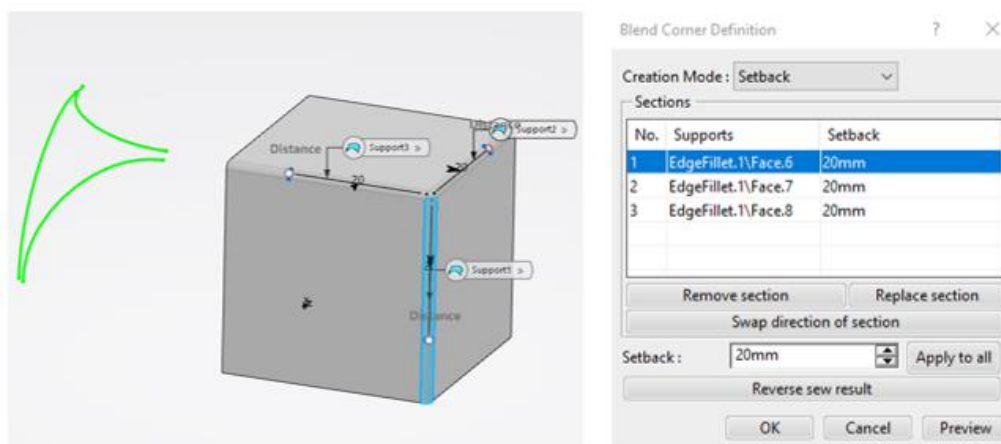 Distance
Support3 >
20
Distance
Support2 >
20
Support1 >
Distance
Blend Corner Definition ? ×
Creation Mode : Setback
Sections
No. Supports Setback
1 EdgeFillet.1\Face.6 20mm
2 EdgeFillet.1\Face.7 20mm
3 EdgeFillet.1\Face.8 20mm
Remove section Replace section
Swap direction of section
Setback : 20mm Apply to all
Reverse sew result
OK Cancel Preview